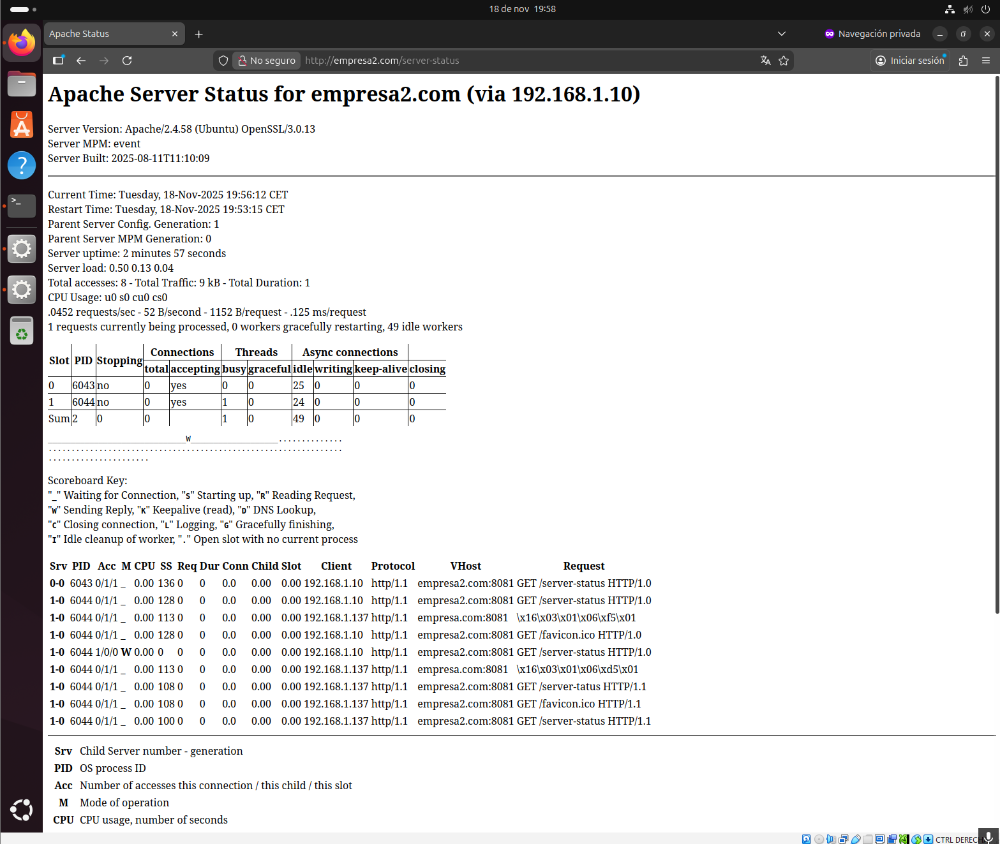 18 de nov 19:58
Apache Status
Navegación privada
No seguro http://empresa2.com/server-status Iniciar sesión
Apache Server Status for empresa2.com (via 192.168.1.10)
Server Version: Apache/2.4.58 (Ubuntu) OpenSSL/3.0.13
Server MPM: event
Server Built: 2025-08-11T11:10:09
Current Time: Tuesday, 18-Nov-2025 19:56:12 CET
Restart Time: Tuesday, 18-Nov-2025 19:53:15 CET
Parent Server Config. Generation: 1
Parent Server MPM Generation: 0
Server uptime: 2 minutes 57 seconds
Server load: 0.50 0.13 0.04
Total accesses: 8 - Total Traffic: 9 kB - Total Duration: 1
CPU Usage: u0 s0 cu0 cs0
.0452 requests/sec - 52 B/second - 1152 B/request - .125 ms/request
1 requests currently being processed, 0 workers gracefully restarting, 49 idle workers
Slot PID Stopping Connections Threads Async connections
total accepting busy graceful idle writing keep-alive closing
0 6043 no 0 yes 0 0 25 0 0 0
1 6044 no 0 yes 1 0 24 0 0 0
Sum 2 0 0 1 0 49 0 0 0
______________________________W___________________..............
................................................................
......................
Scoreboard Key:
"_" Waiting for Connection, "S" Starting up, "R" Reading Request,
"W" Sending Reply, "K" Keepalive (read), "D" DNS Lookup,
"C" Closing connection, "L" Logging, "G" Gracefully finishing,
"I" Idle cleanup of worker, "." Open slot with no current process
Srv PID Acc M CPU SS Req Dur Conn Child Slot Client Protocol VHost Request
0-0 6043 0/1/1 _ 0.00 136 0 0 0.0 0.00 0.00 192.168.1.10 http/1.1 empresa2.com:8081 GET /server-status HTTP/1.0
1-0 6044 0/1/1 _ 0.00 128 0 0 0.0 0.00 0.00 192.168.1.10 http/1.1 empresa2.com:8081 GET /server-status HTTP/1.0
1-0 6044 0/1/1 _ 0.00 113 0 0 0.0 0.00 0.00 192.168.1.137 http/1.1 empresa.com:8081 \x16\x03\x01\x06\xf5\x01
1-0 6044 0/1/1 _ 0.00 128 0 0 0.0 0.00 0.00 192.168.1.10 http/1.1 empresa2.com:8081 GET /favicon.ico HTTP/1.0
1-0 6044 1/0/0 W 0.00 0 0 0 0.0 0.00 0.00 192.168.1.10 http/1.1 empresa2.com:8081 GET /server-status HTTP/1.0
1-0 6044 0/1/1 _ 0.00 113 0 0 0.0 0.00 0.00 192.168.1.137 http/1.1 empresa.com:8081 \x16\x03\x01\x06\xd5\x01
1-0 6044 0/1/1 _ 0.00 108 0 0 0.0 0.00 0.00 192.168.1.137 http/1.1 empresa2.com:8081 GET /server-tatus HTTP/1.1
1-0 6044 0/1/1 _ 0.00 108 0 0 0.0 0.00 0.00 192.168.1.137 http/1.1 empresa2.com:8081 GET /favicon.ico HTTP/1.1
1-0 6044 0/1/1 _ 0.00 100 0 0 0.0 0.00 0.00 192.168.1.137 http/1.1 empresa2.com:8081 GET /server-status HTTP/1.1
Srv Child Server number - generation
PID OS process ID
Acc Number of accesses this connection / this child / this slot
M Mode of operation
CPU CPU usage, number of seconds
CTRL